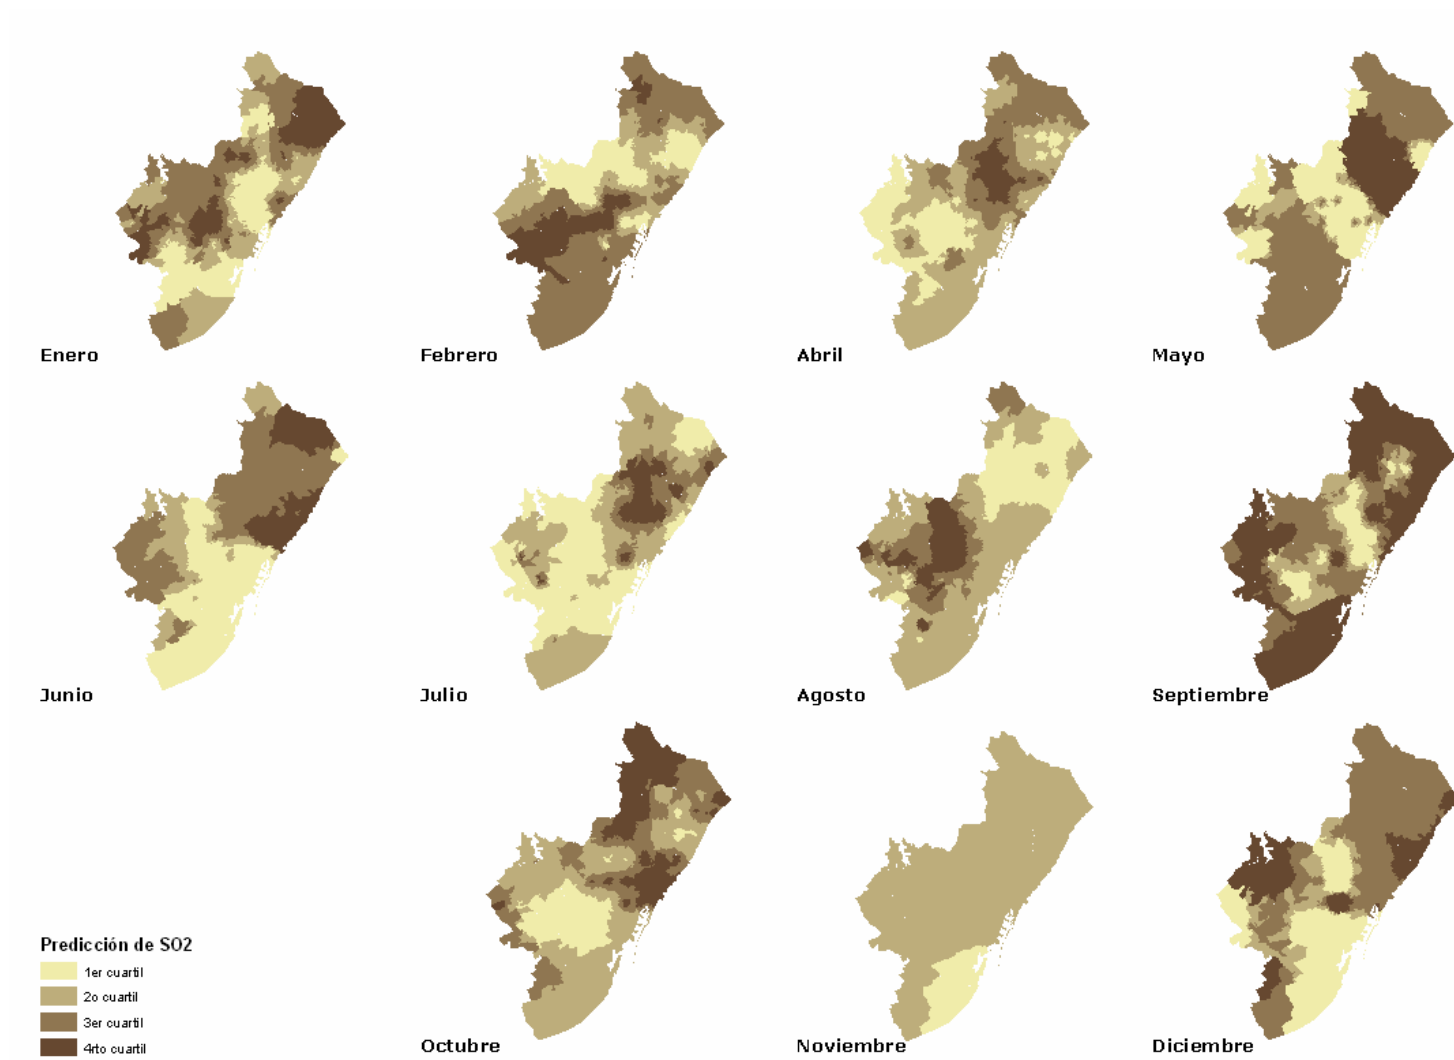 Enero
Febrero
Abril
Mayo
Junio
Julio
Agosto
Septiembre
Octubre
Noviembre
Diciembre
Predicción de SO2
1er cuartil
2o cuartil
3er cuartil
4rto cuartil